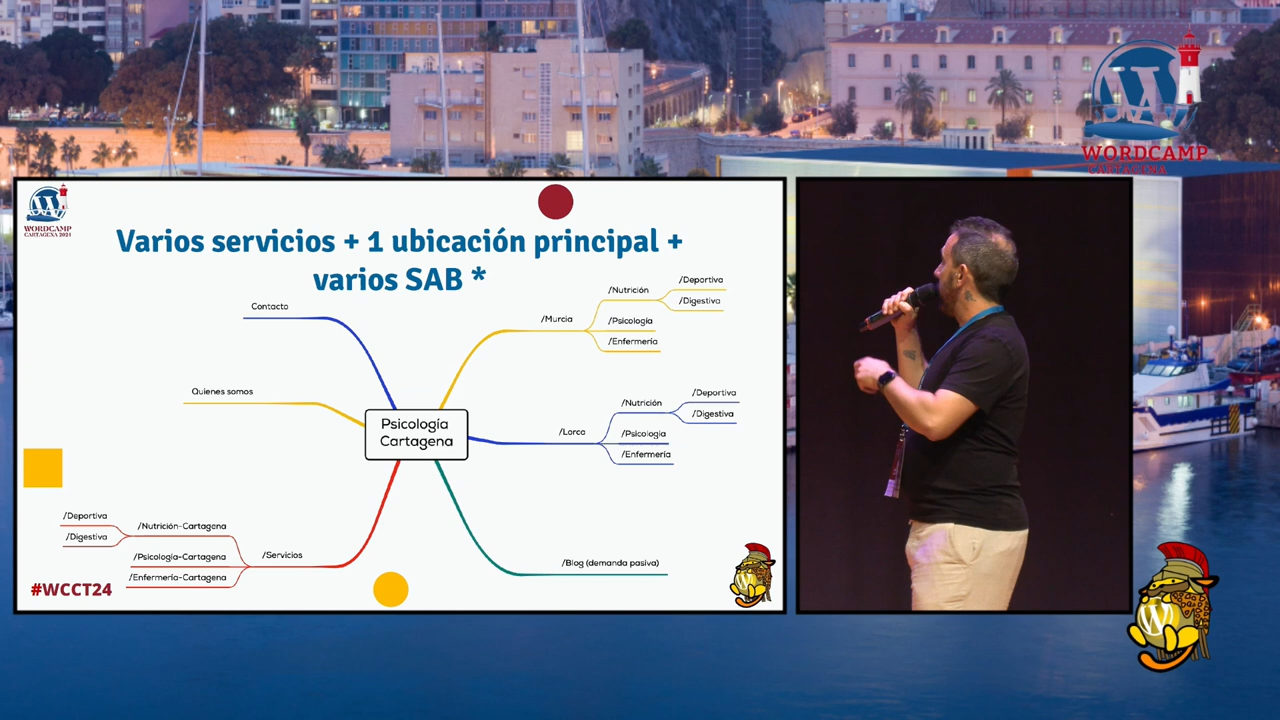 WORDCAMP
CARTAGENA
WORDCAMP
CARTAGENA 2024
Varios servicios + 1 ubicación principal +
varios SAB *
Contacto
Quienes somos
Psicología
Cartagena
/Murcia
/Nutrición
/Deportiva
/Digestiva
/Psicología
/Enfermería
/Lorca
/Nutrición
/Deportiva
/Digestiva
/Psicología
/Enfermería
/Deportiva
/Digestiva
/Nutrición-Cartagena
/Psicología-Cartagena
/Enfermería-Cartagena
/Servicios
/Blog (demanda pasiva)
#WCCT24